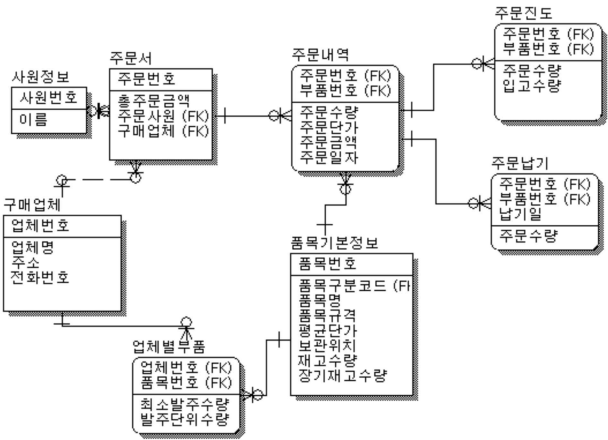 사원정보
사원번호
이름
주문서
주문번호
총주문금액
주문사원 (FK)
구매업체 (FK)
주문내역
주문번호 (FK)
부품번호 (FK)
주문수량
주문단가
주문금액
주문일자
주문진도
주문번호 (FK)
부품번호 (FK)
주문수량
입고수량
주문납기
주문번호 (FK)
부품번호 (FK)
납기일
주문수량
구매업체
업체번호
업체명
주소
전화번호
품목기본정보
품목번호
품목구분코드 (FK
품목명
품목규격
평균단가
보관위치
재고수량
장기재고수량
업체별부품
업체번호 (FK)
품목번호 (FK)
최소발주수량
발주단위수량